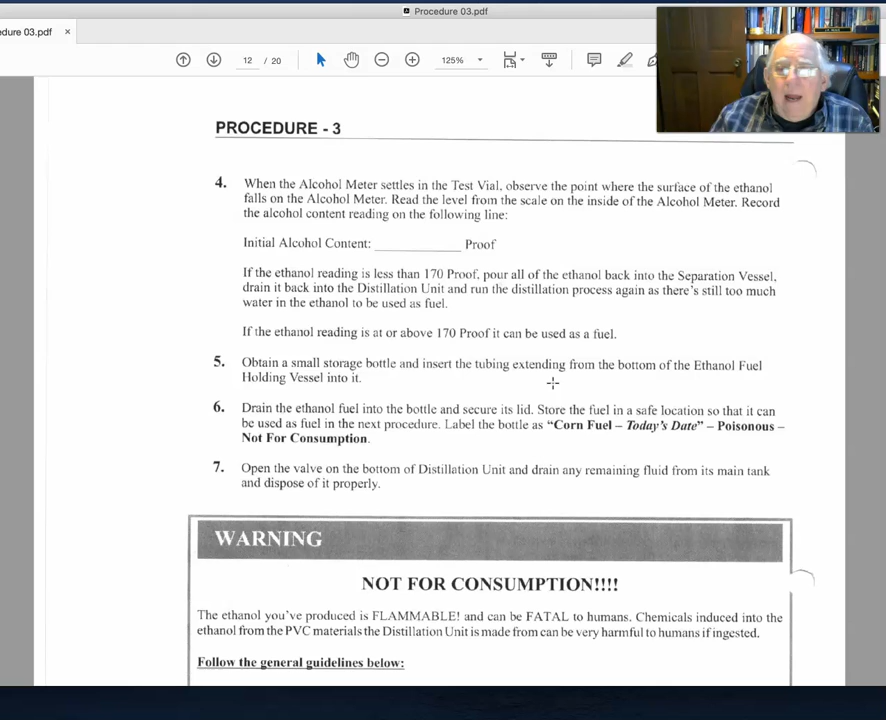 Procedure 03.pdf
dure 03.pdf ×
12 / 20
125%
PROCEDURE - 3
4. When the Alcohol Meter settles in the Test Vial, observe the point where the surface of the ethanol
falls on the Alcohol Meter. Read the level from the scale on the inside of the Alcohol Meter. Record
the alcohol content reading on the following line:
Initial Alcohol Content: ____________ Proof
If the ethanol reading is less than 170 Proof, pour all of the ethanol back into the Separation Vessel,
drain it back into the Distillation Unit and run the distillation process again as there's still too much
water in the ethanol to be used as fuel.
If the ethanol reading is at or above 170 Proof it can be used as a fuel.
5. Obtain a small storage bottle and insert the tubing extending from the bottom of the Ethanol Fuel
Holding Vessel into it.
6. Drain the ethanol fuel into the bottle and secure its lid. Store the fuel in a safe location so that it can
be used as fuel in the next procedure. Label the bottle as “Corn Fuel – Today's Date” – Poisonous –
Not For Consumption.
7. Open the valve on the bottom of Distillation Unit and drain any remaining fluid from its main tank
and dispose of it properly.
WARNING
NOT FOR CONSUMPTION!!!!
The ethanol you've produced is FLAMMABLE! and can be FATAL to humans. Chemicals induced into the
ethanol from the PVC materials the Distillation Unit is made from can be very harmful to humans if ingested.
Follow the general guidelines below: